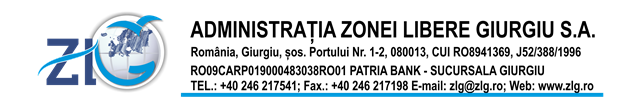 ZLG
ADMINISTRAȚIA ZONEI LIBERE GIURGIU S.A.
România, Giurgiu, șos. Portului Nr. 1-2, 080013, CUI RO8941369, J52/388/1996
RO09CARP019000483038RO01 PATRIA BANK - SUCURSALA GIURGIU
TEL.: +40 246 217541; Fax.: +40 246 217198 E-mail: zlg@zlg.ro; Web: www.zlg.ro